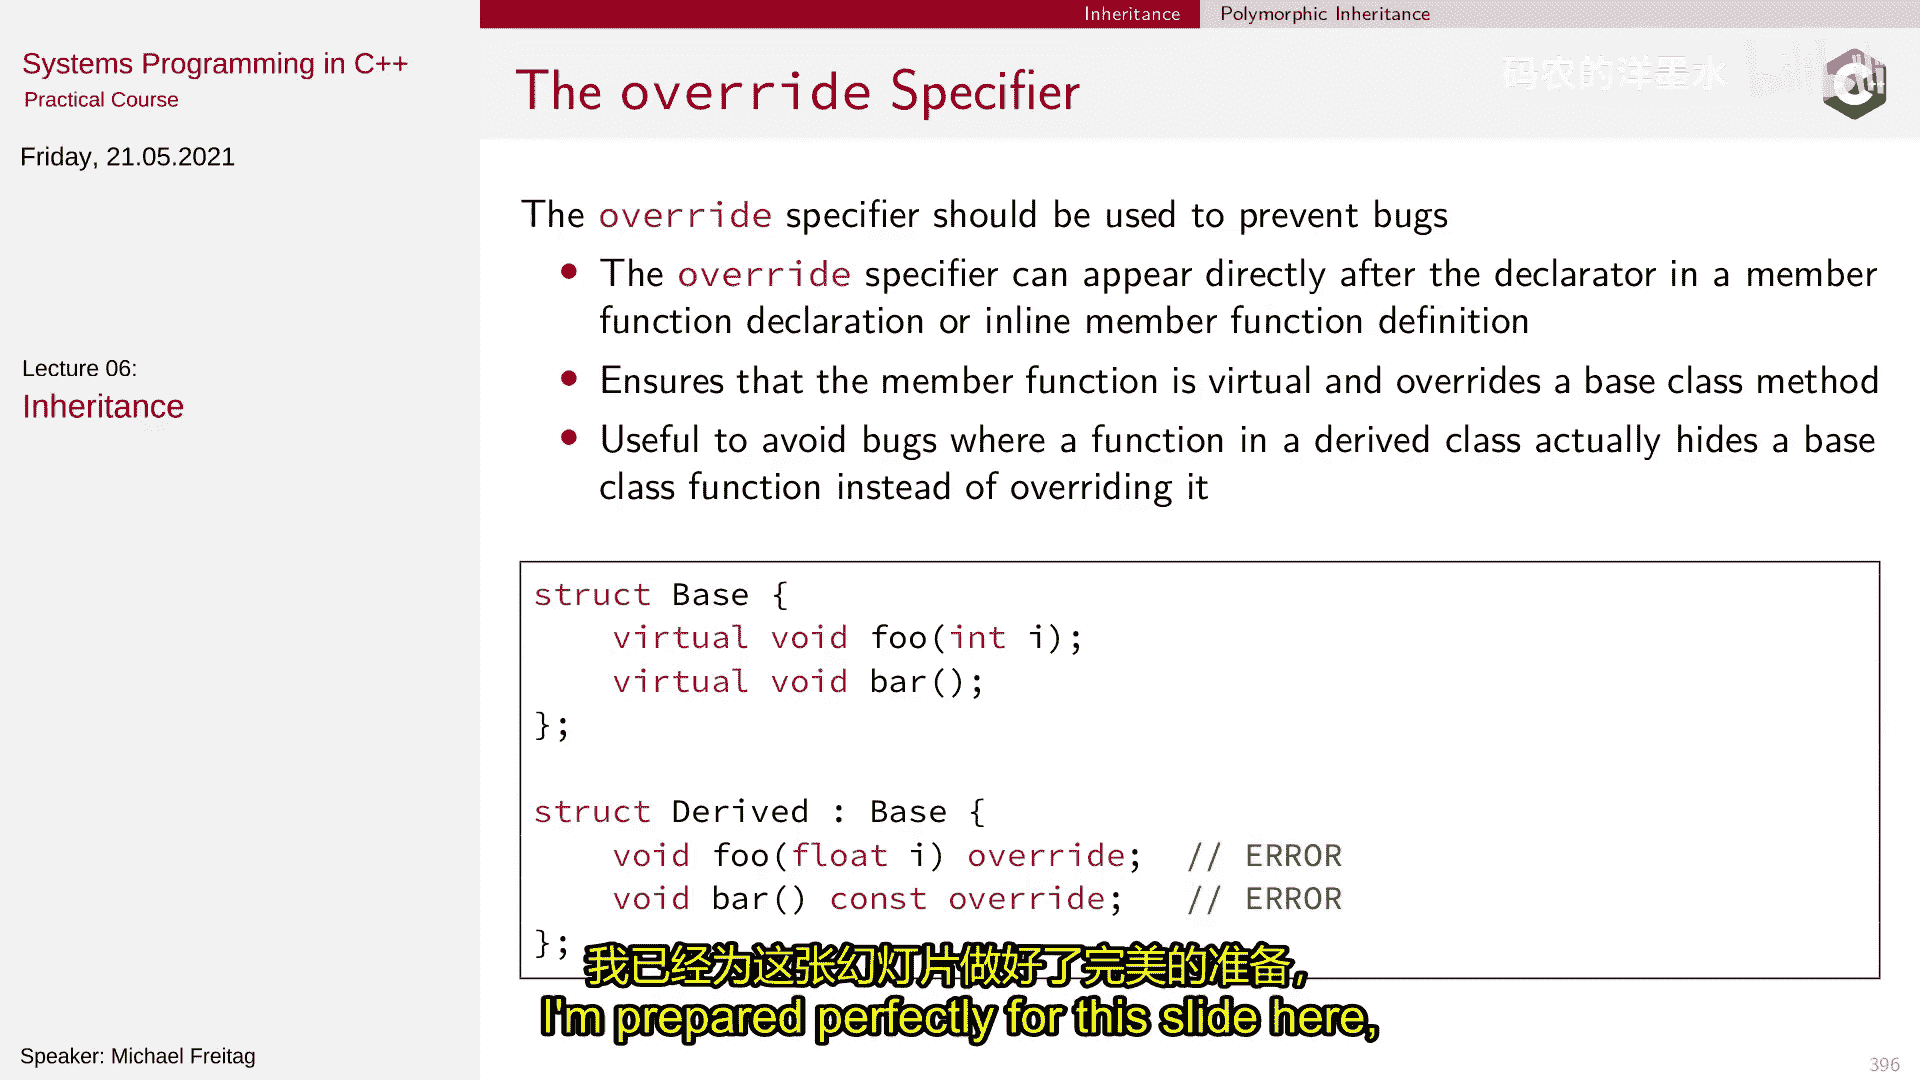 Inheritance
Polymorphic Inheritance
Systems Programming in C++
Practical Course
Friday, 21.05.2021
Lecture 06:
Inheritance
Speaker: Michael Freitag
The override Specifier
码农的洋墨水
The override specifier should be used to prevent bugs
• The override specifier can appear directly after the declarator in a member
function declaration or inline member function definition
• Ensures that the member function is virtual and overrides a base class method
• Useful to avoid bugs where a function in a derived class actually hides a base
class function instead of overriding it
struct Base {
    virtual void foo(int i);
    virtual void bar();
};
struct Derived : Base {
    void foo(float i) override;  // ERROR
    void bar() const override;   // ERROR
};
我已经为这张幻灯片做好了完美的准备，
I'm prepared perfectly for this slide here,
396